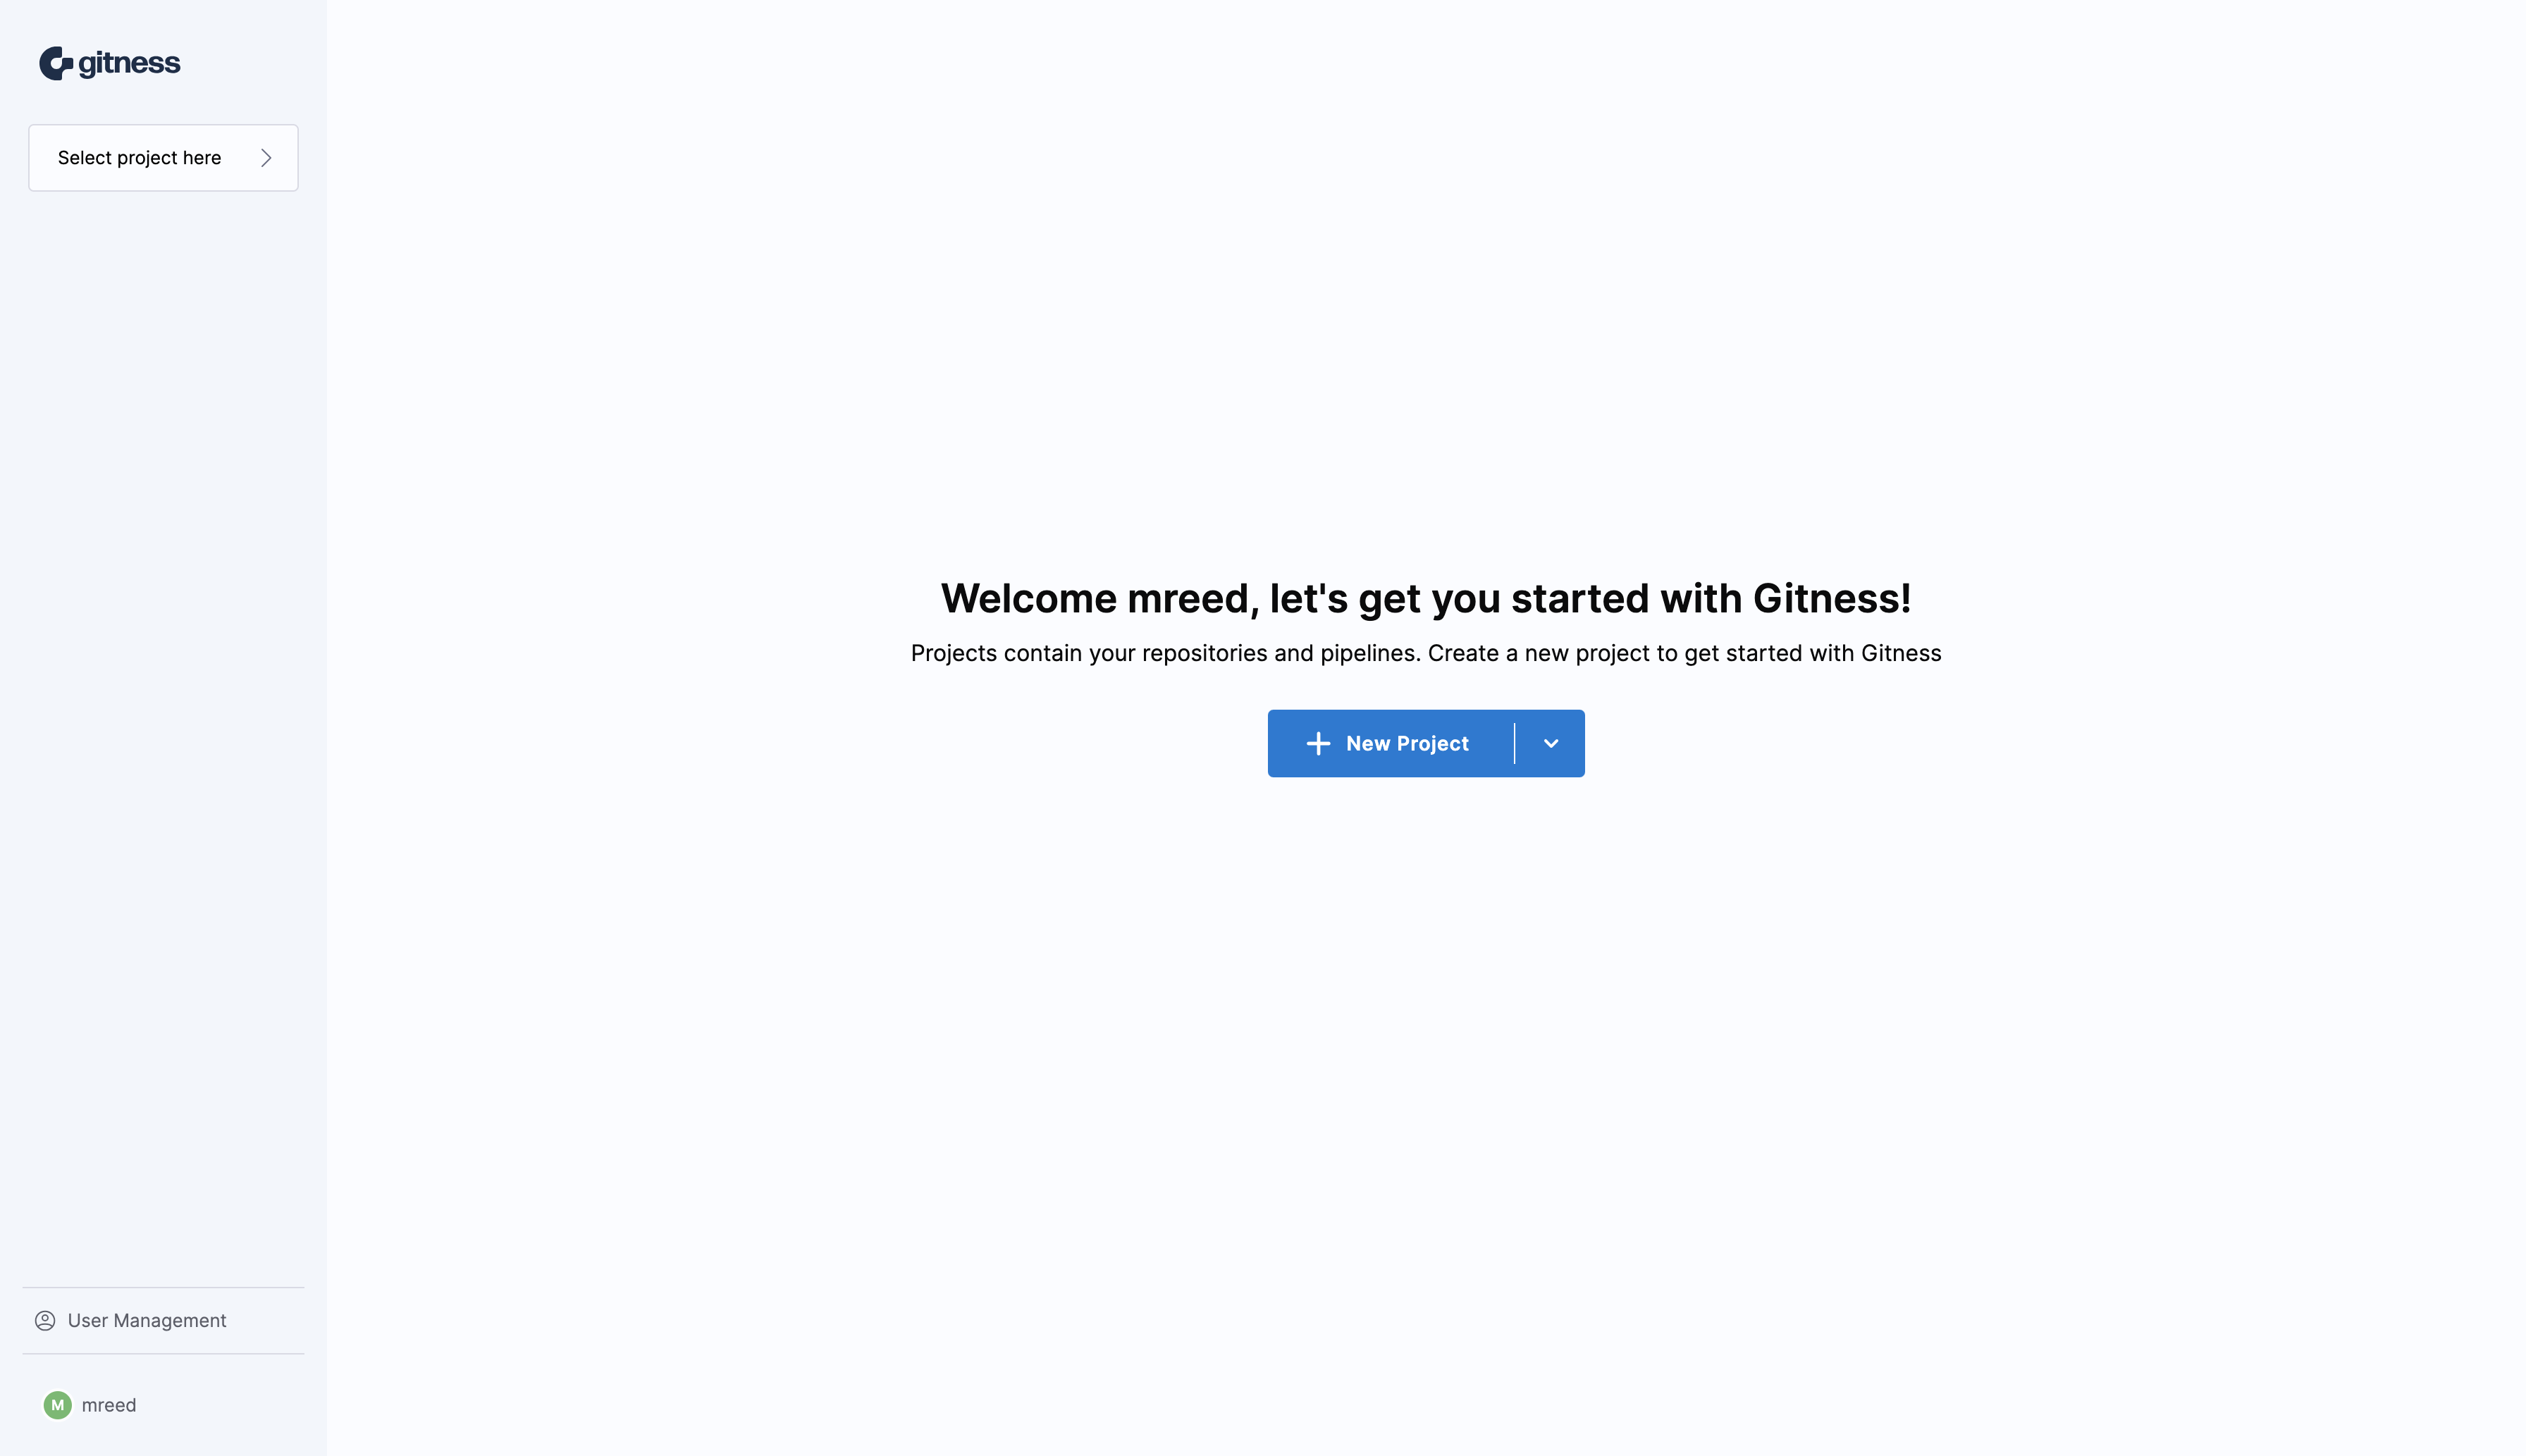 gitness
Select project here
Welcome mreed, let's get you started with Gitness!
Projects contain your repositories and pipelines. Create a new project to get started with Gitness
New Project
User Management
M mreed